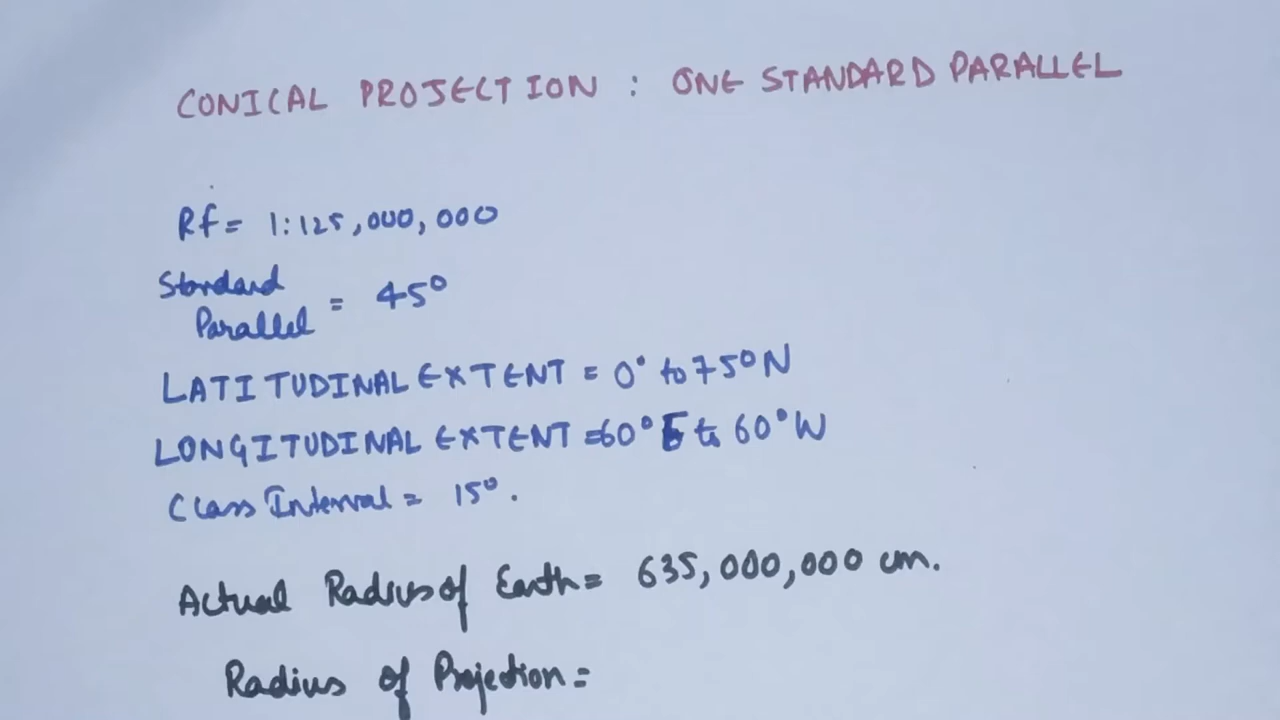 CONICAL PROJECTION : ONE STANDARD PARALLEL
Rf = 1:125,000,000
Standard Parallel = 45°
LATITUDINAL EXTENT = 0° to 75°N
LONGITUDINAL EXTENT = 60° E to 60°W
Class Interval = 15°.
Actual Radius of Earth = 635,000,000 cm.
Radius of Projection =